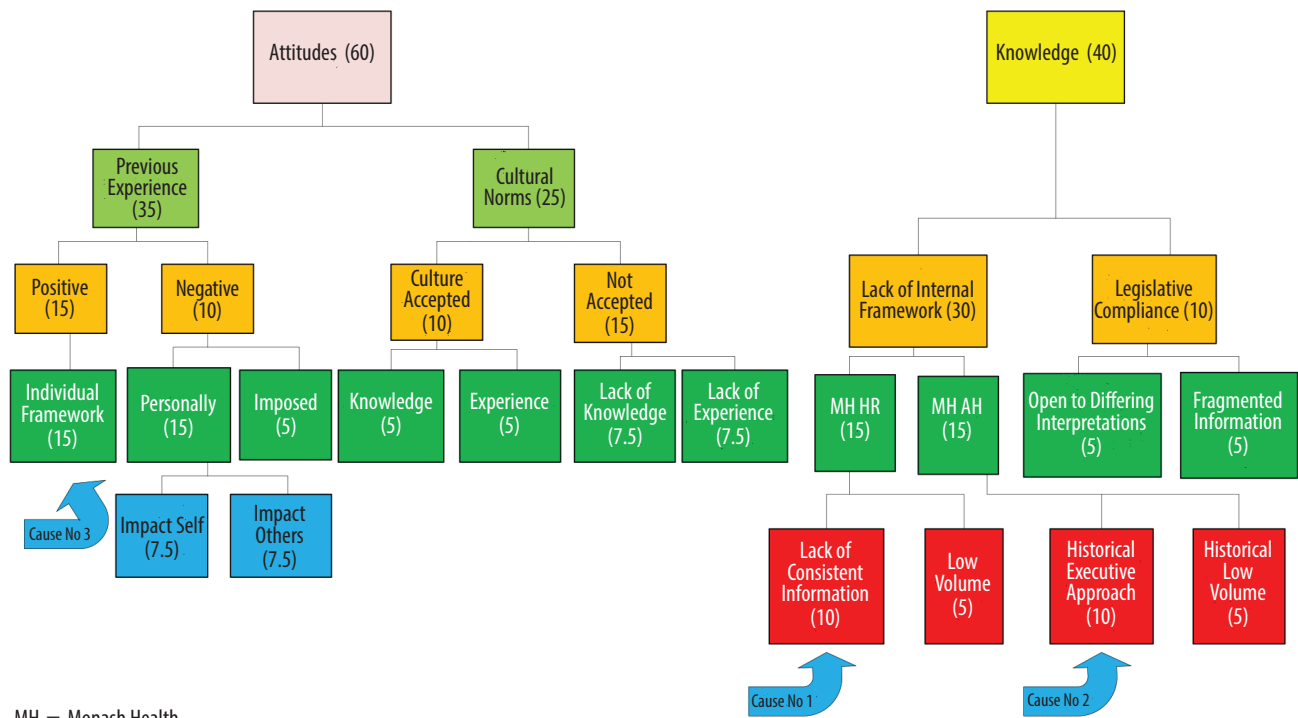 Attitudes (60)
Knowledge (40)
Previous
Experience
(35)
Cultural
Norms (25)
Positive
(15)
Negative
(10)
Culture
Accepted
(10)
Not
Accepted
(15)
Lack of Internal
Framework (30)
Legislative
Compliance (10)
Individual
Framework
(15)
Personally
(15)
Imposed
(5)
Knowledge
(5)
Experience
(5)
Lack of
Knowledge
(7.5)
Lack of
Experience
(7.5)
MH HR
(15)
MH AH
(15)
Open to Differing
Interpretations
(5)
Fragmented
Information
(5)
Cause No 3
Impact Self
(7.5)
Impact
Others
(7.5)
Lack of
Consistent
Information
(10)
Low
Volume
(5)
Historical
Executive
Approach
(10)
Historical
Low
Volume
(5)
Cause No 1
Cause No 2
MH = Monash Health